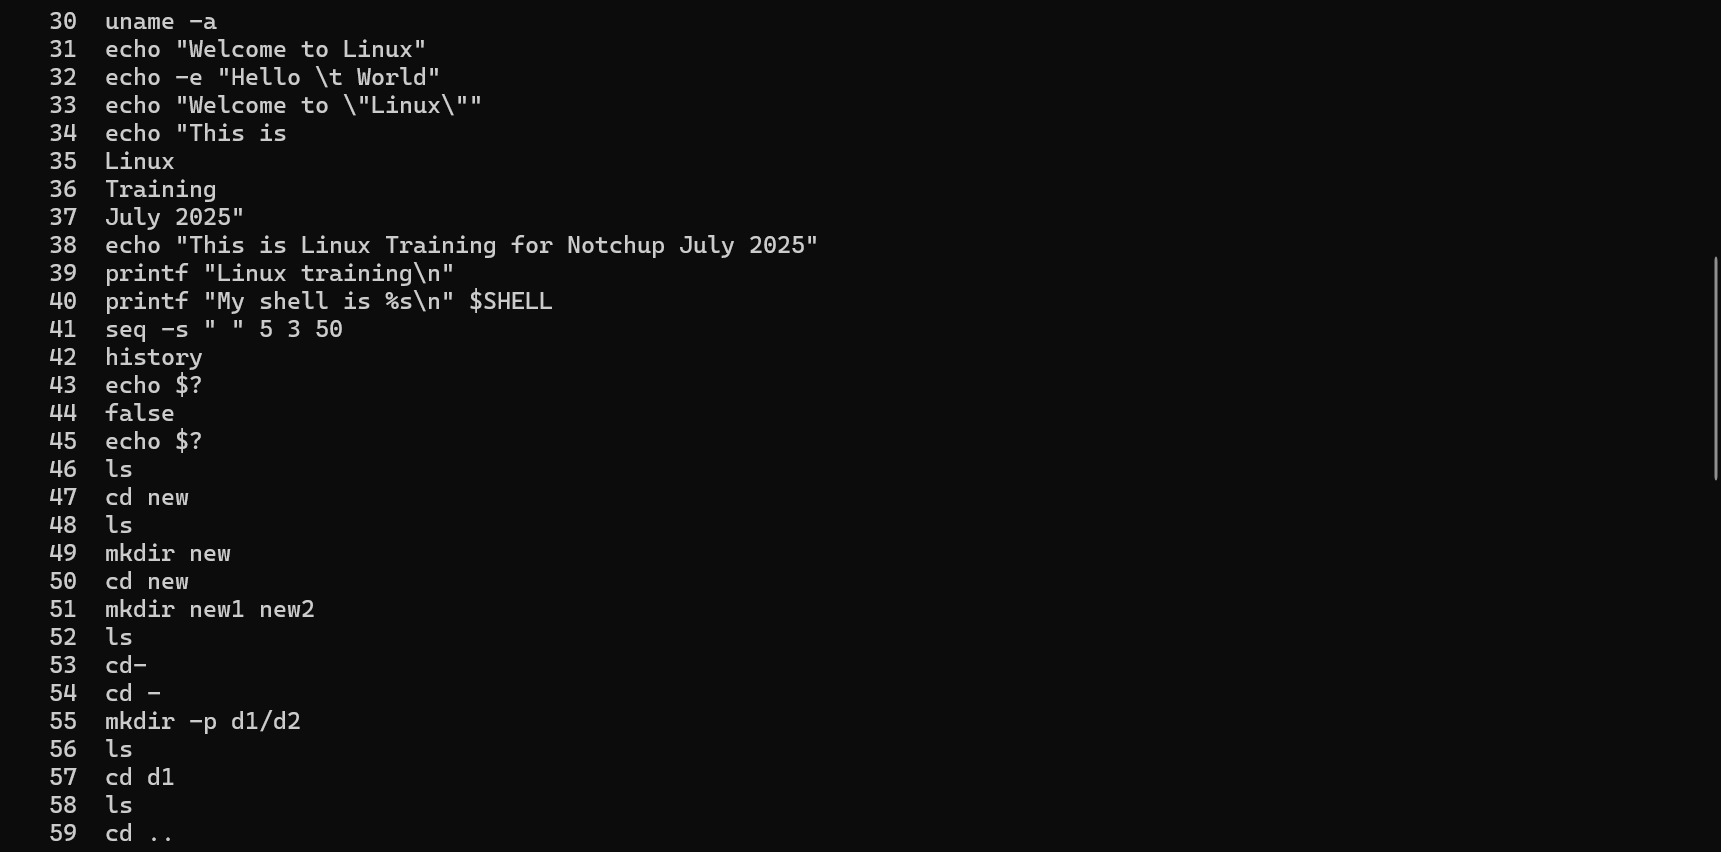 30 uname -a
31 echo "Welcome to Linux"
32 echo -e "Hello \t World"
33 echo "Welcome to \"Linux\""
34 echo "This is
35 Linux
36 Training
37 July 2025"
38 echo "This is Linux Training for Notchup July 2025"
39 printf "Linux training\n"
40 printf "My shell is %s\n" $SHELL
41 seq -s " " 5 3 50
42 history
43 echo $?
44 false
45 echo $?
46 ls
47 cd new
48 ls
49 mkdir new
50 cd new
51 mkdir new1 new2
52 ls
53 cd-
54 cd -
55 mkdir -p d1/d2
56 ls
57 cd d1
58 ls
59 cd ..